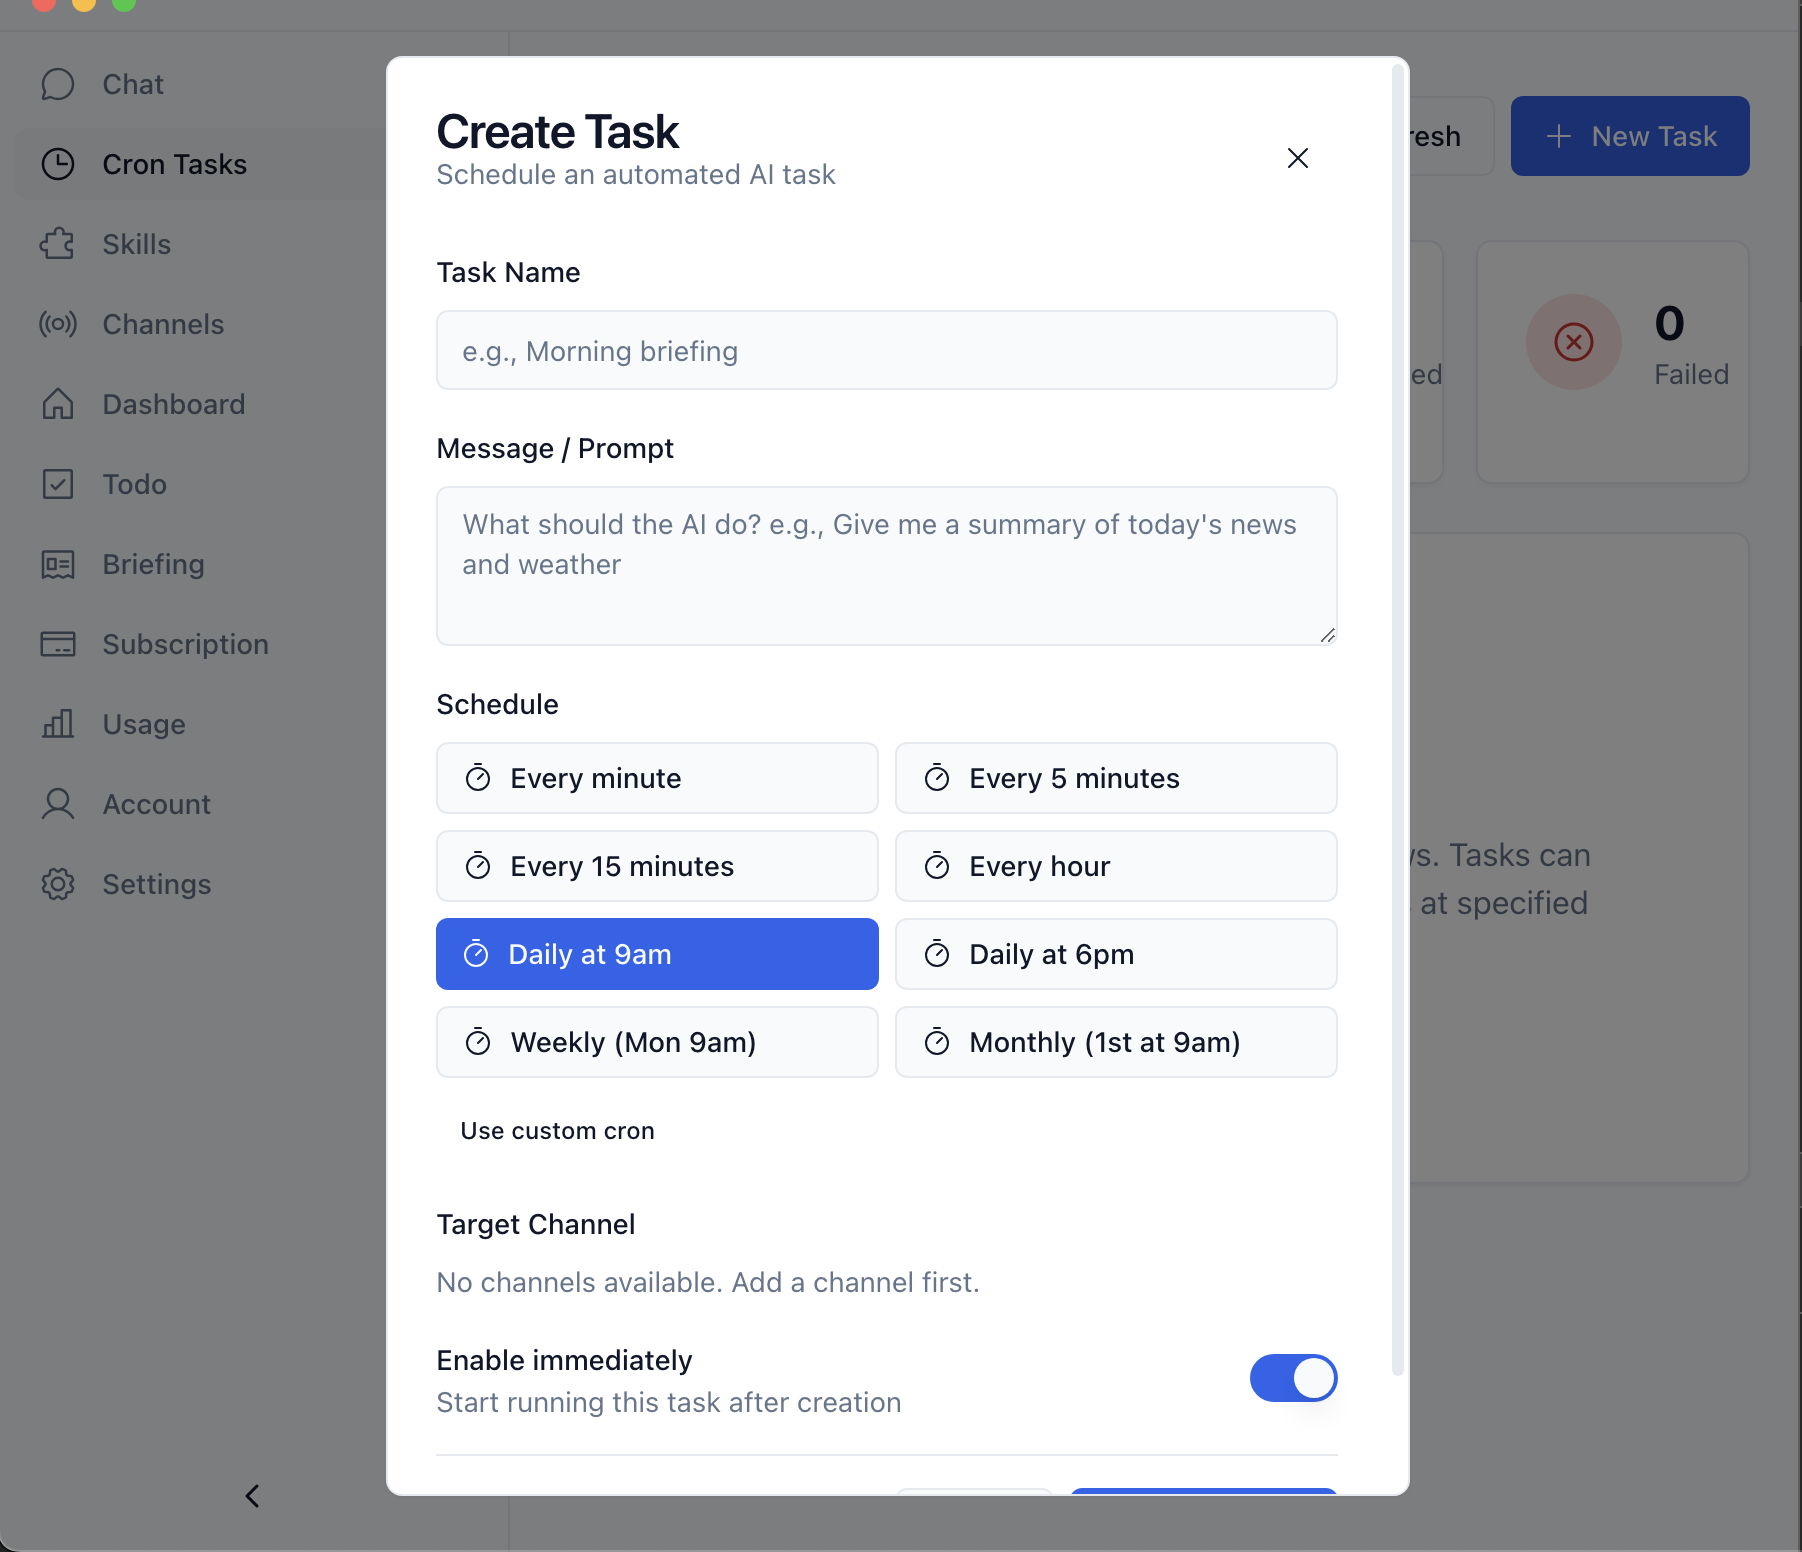 Chat
Cron Tasks
Skills
Channels
Dashboard
Todo
Briefing
Subscription
Usage
Account
Settings
Create Task
Schedule an automated AI task
Task Name
e.g., Morning briefing
Message / Prompt
What should the AI do? e.g., Give me a summary of today's news
and weather
Schedule
Every minute
Every 5 minutes
Every 15 minutes
Every hour
Daily at 9am
Daily at 6pm
Weekly (Mon 9am)
Monthly (1st at 9am)
Use custom cron
Target Channel
No channels available. Add a channel first.
Enable immediately
Start running this task after creation
New Task
0
Failed
Tasks can
at specified